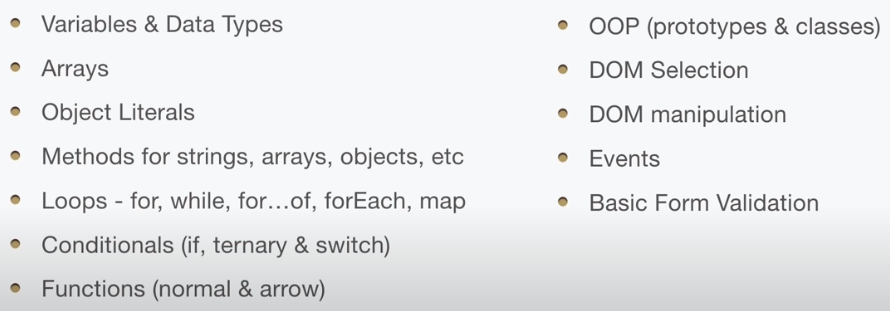 Variables & Data Types
Arrays
Object Literals
Methods for strings, arrays, objects, etc
Loops - for, while, for…of, forEach, map
Conditionals (if, ternary & switch)
Functions (normal & arrow)
OOP (prototypes & classes)
DOM Selection
DOM manipulation
Events
Basic Form Validation